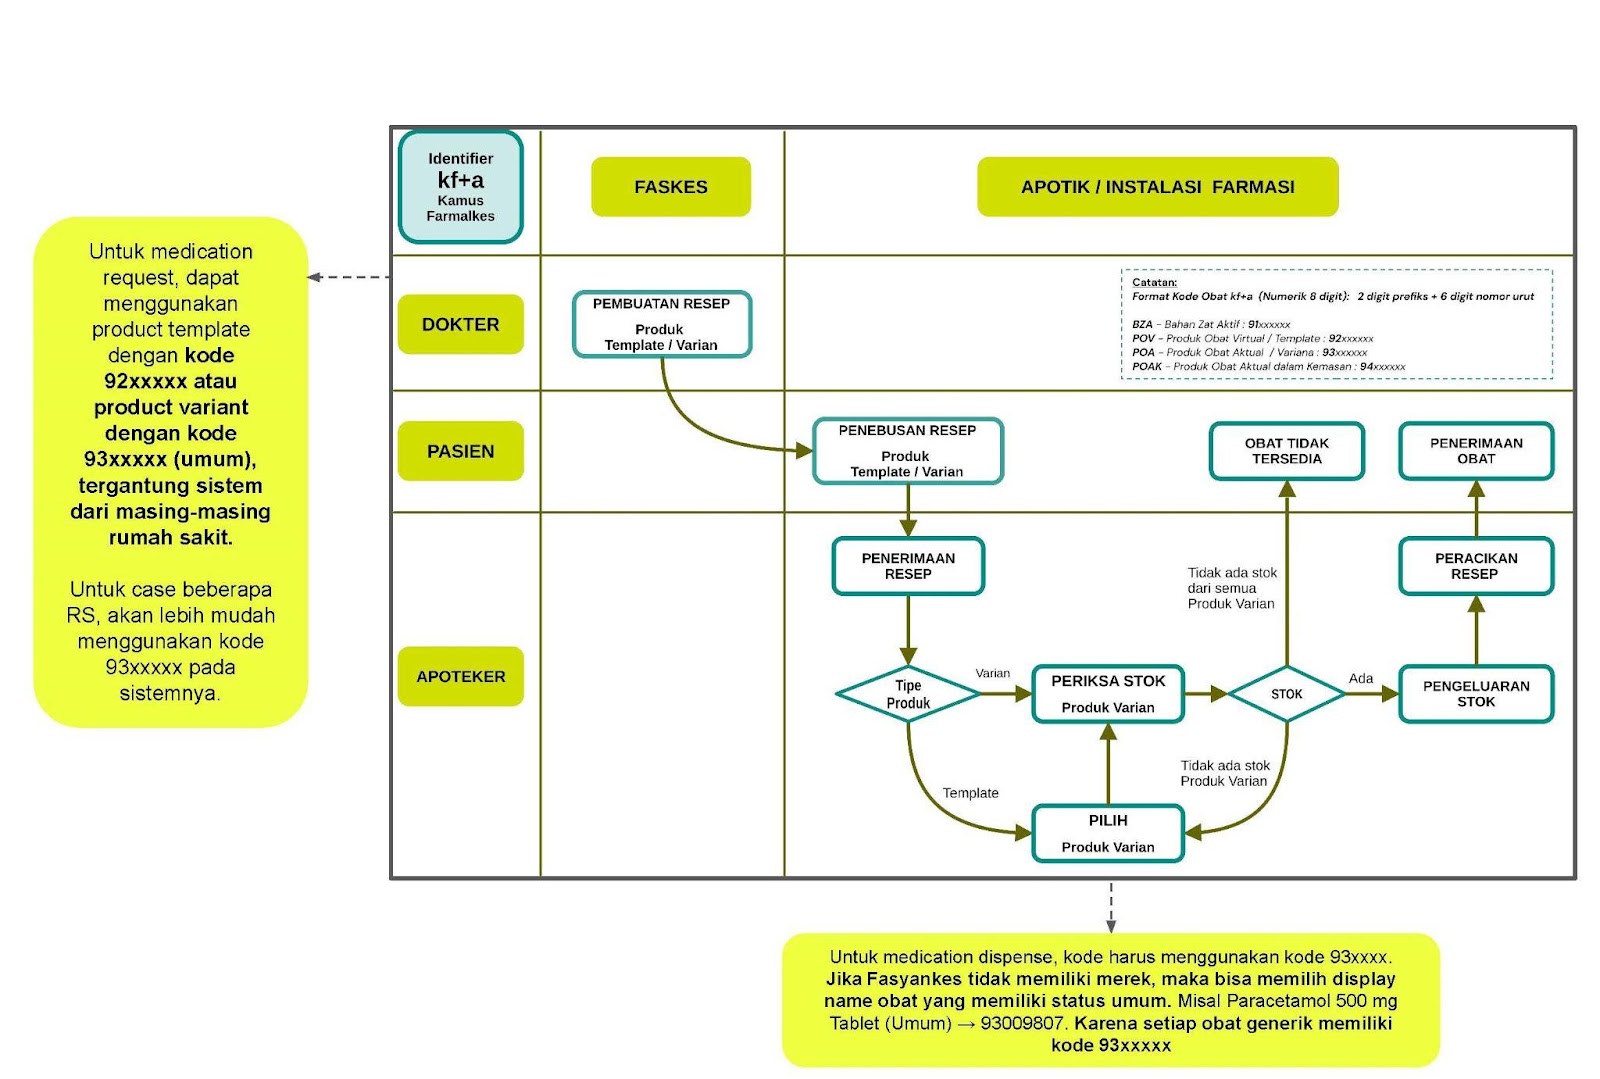 Identifier
kf+a
Kamus
Farmalkes
FASKES
APOTIK / INSTALASI FARMASI
Untuk medication
request, dapat
menggunakan
product template
dengan kode
92xxxxx atau
product variant
dengan kode
93xxxxx (umum),
tergantung sistem
dari masing-masing
rumah sakit.
Untuk case beberapa
RS, akan lebih mudah
menggunakan kode
93xxxxx pada
sistemnya.
DOKTER
PEMBUATAN RESEP
Produk
Template / Varian
Catatan:
Format Kode Obat kf+a (Numerik 8 digit): 2 digit prefiks + 6 digit nomor urut
BZA – Bahan Zat Aktif : 91xxxxxx
POV – Produk Obat Virtual / Template : 92xxxxxx
POA – Produk Obat Aktual / Variana : 93xxxxxx
POAK – Produk Obat Aktual dalam Kemasan : 94xxxxxx
PASIEN
PENEBUSAN RESEP
Produk
Template / Varian
OBAT TIDAK
TERSEDIA
PENERIMAAN
OBAT
APOTEKER
PENERIMAAN
RESEP
Tidak ada stok
dari semua
Produk Varian
PERACIKAN
RESEP
Tipe
Produk
Varian
PERIKSA STOK
Produk Varian
STOK
Ada
PENGELUARAN
STOK
Template
Tidak ada stok
Produk Varian
PILIH
Produk Varian
Untuk medication dispense, kode harus menggunakan kode 93xxxx.
Jika Fasyankes tidak memiliki merek, maka bisa memilih display
name obat yang memiliki status umum. Misal Paracetamol 500 mg
Tablet (Umum) → 93009807. Karena setiap obat generik memiliki
kode 93xxxxx